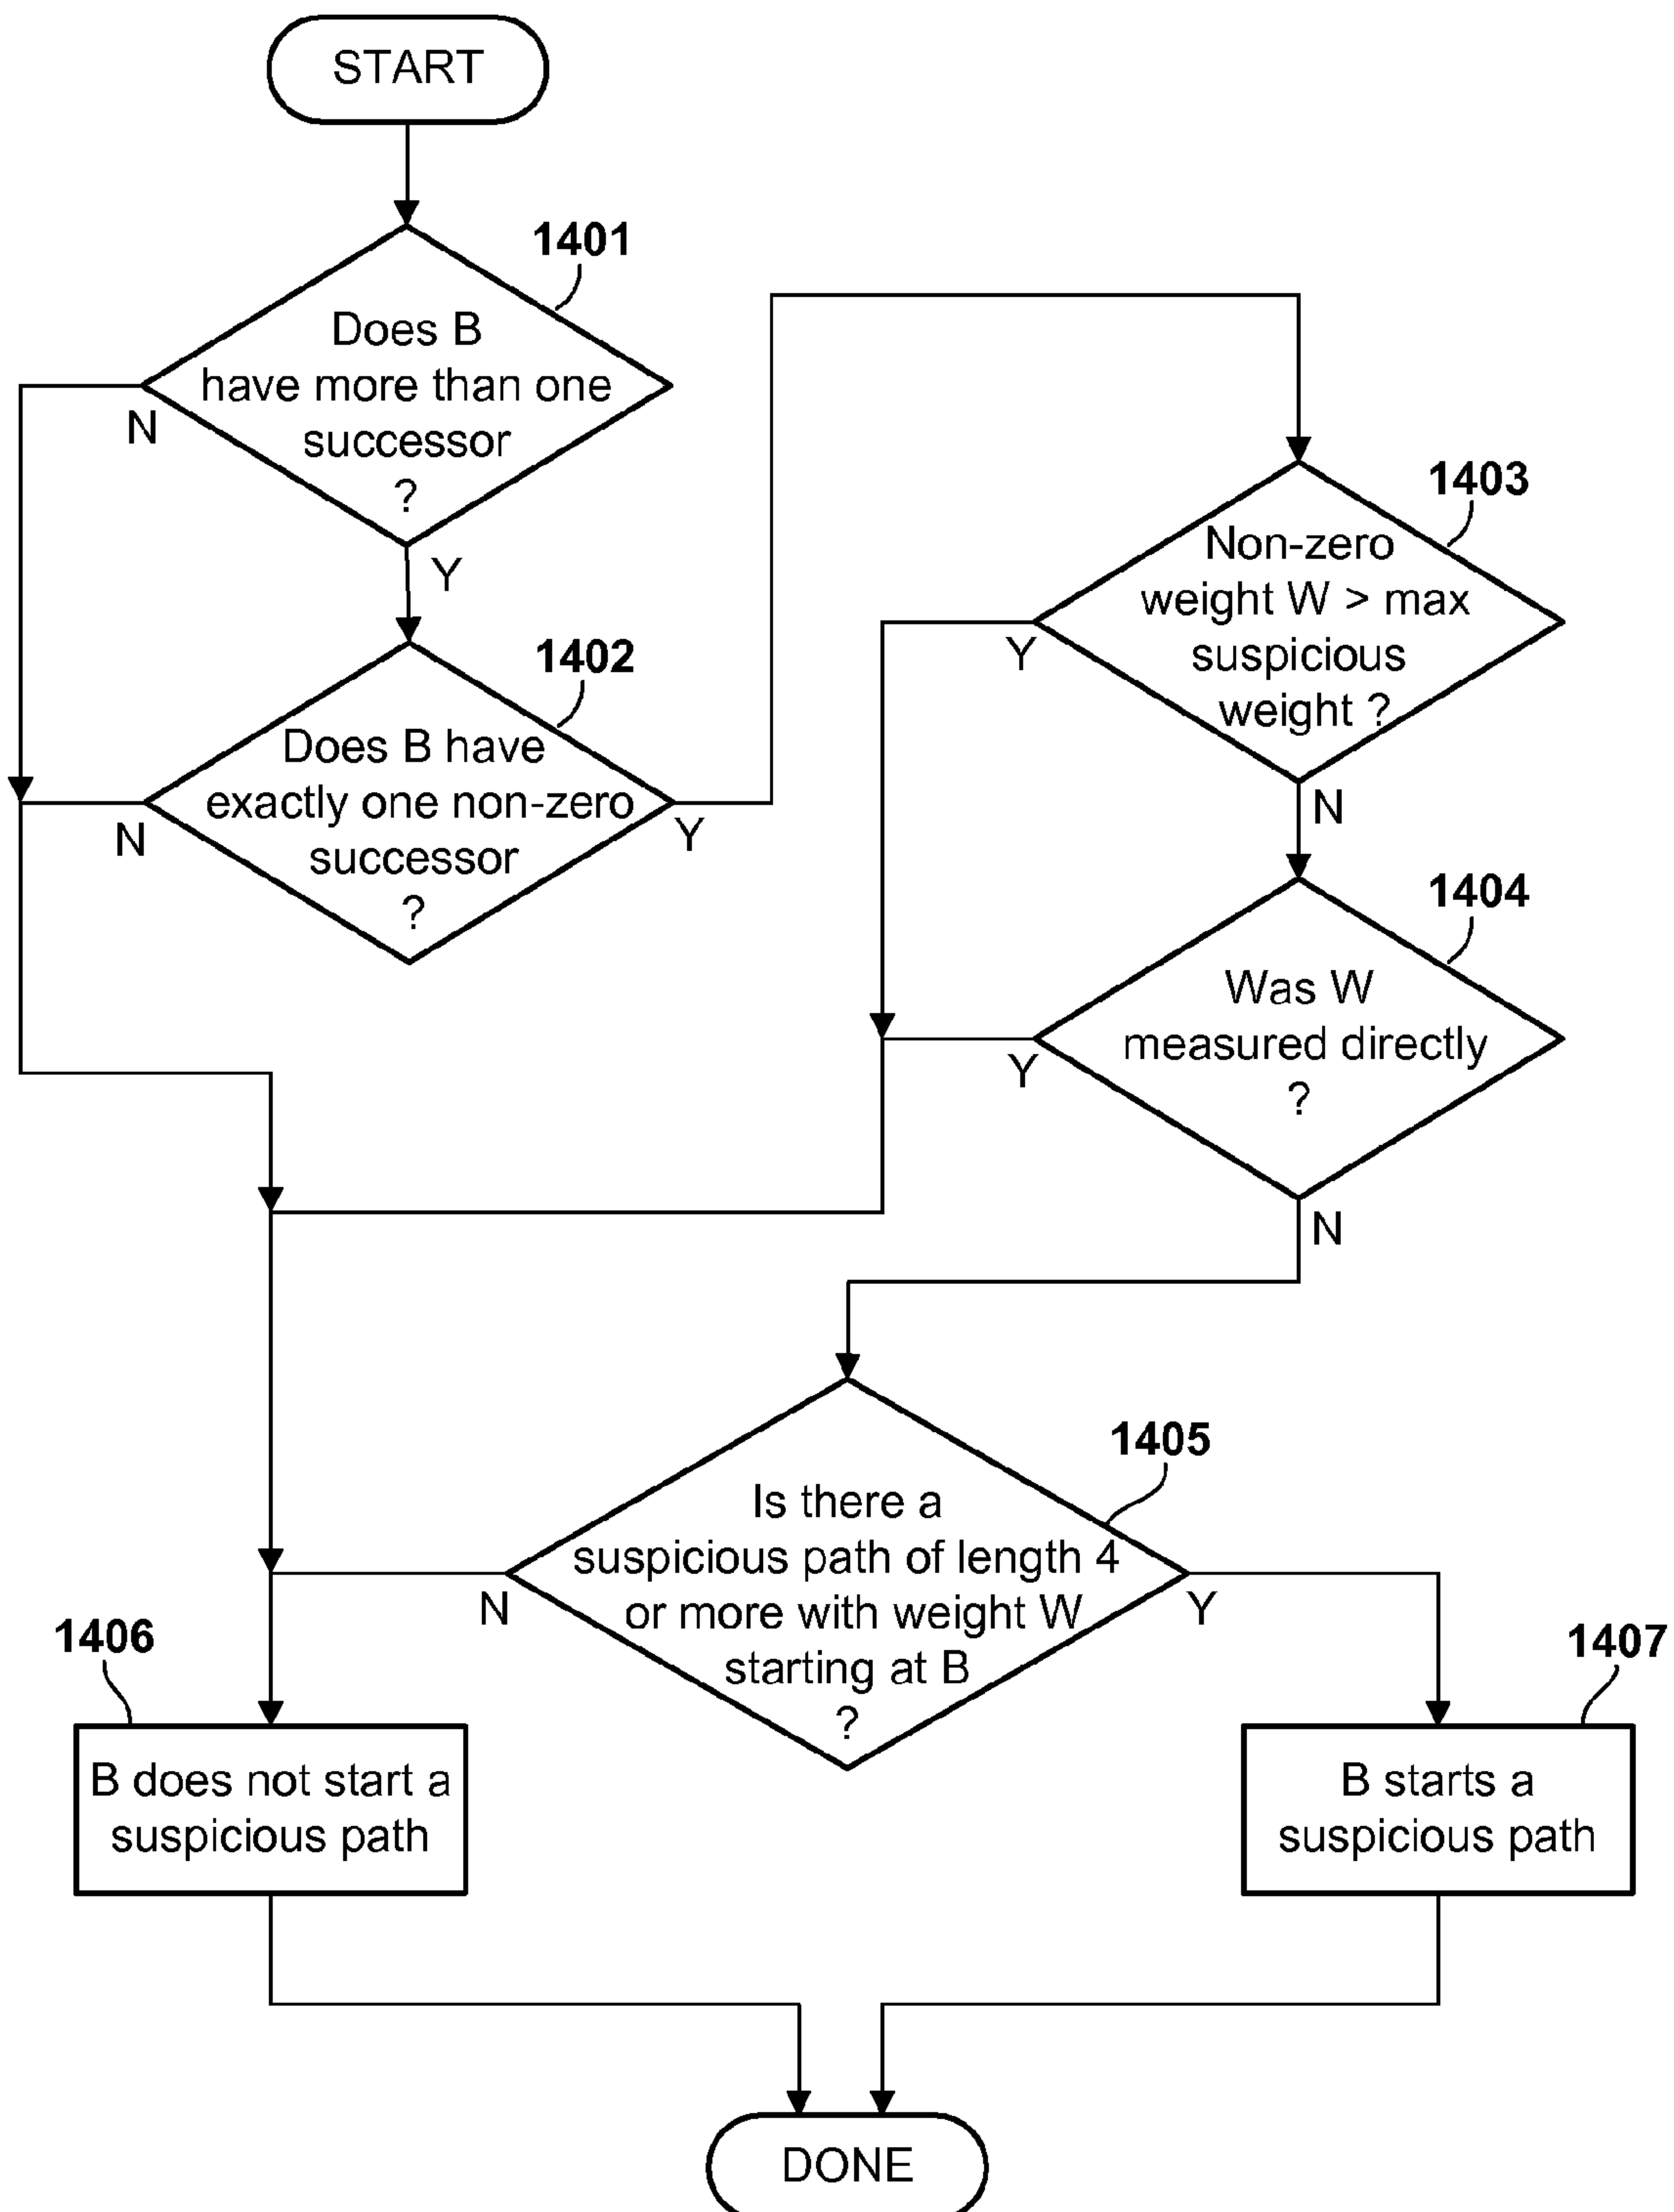 START
1401
Does B
have more than one
successor
?
N
Y
1402
Does B have
exactly one non-zero
successor
?
N
Y
1403
Non-zero
weight W > max
suspicious
weight ?
Y
N
1404
Was W
measured directly
?
Y
N
1405
Is there a
suspicious path of length 4
or more with weight W
starting at B
?
N
Y
1406
B does not start a
suspicious path
1407
B starts a
suspicious path
DONE